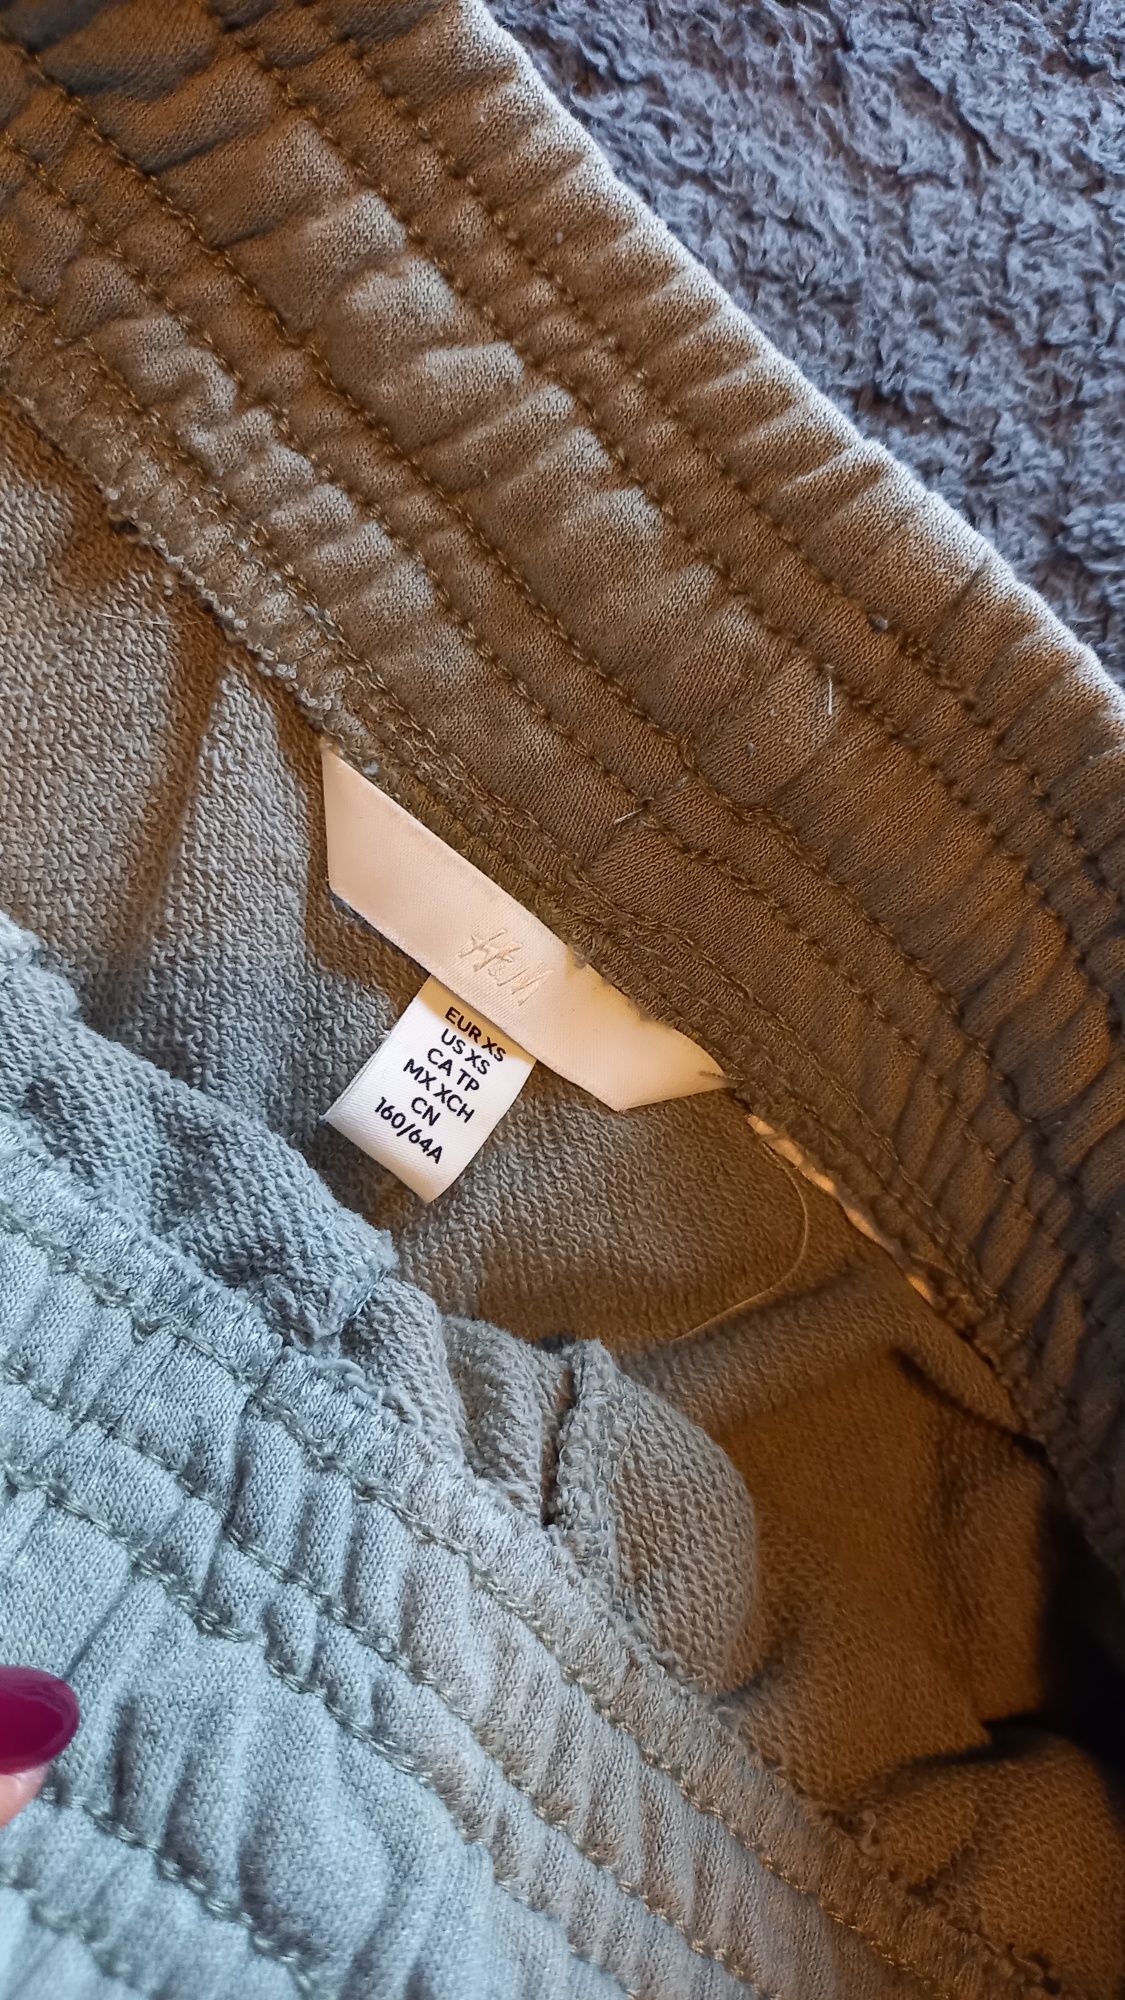 H&M
EUR XS
US XS
CA TP
MX XCH
CN
160/64A